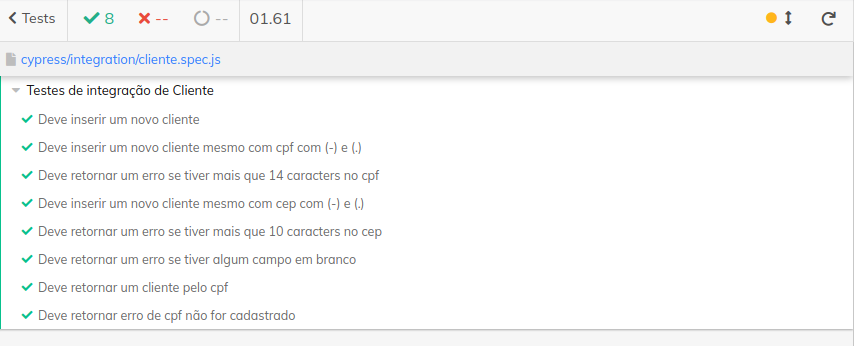 Tests 8 -- -- 01.61
cypress/integration/cliente.spec.js
Testes de integração de Cliente
Deve inserir um novo cliente
Deve inserir um novo cliente mesmo com cpf com (-) e (.)
Deve retornar um erro se tiver mais que 14 caracters no cpf
Deve inserir um novo cliente mesmo com cep com (-) e (.)
Deve retornar um erro se tiver mais que 10 caracters no cep
Deve retornar um erro se tiver algum campo em branco
Deve retornar um cliente pelo cpf
Deve retornar erro de cpf não for cadastrado